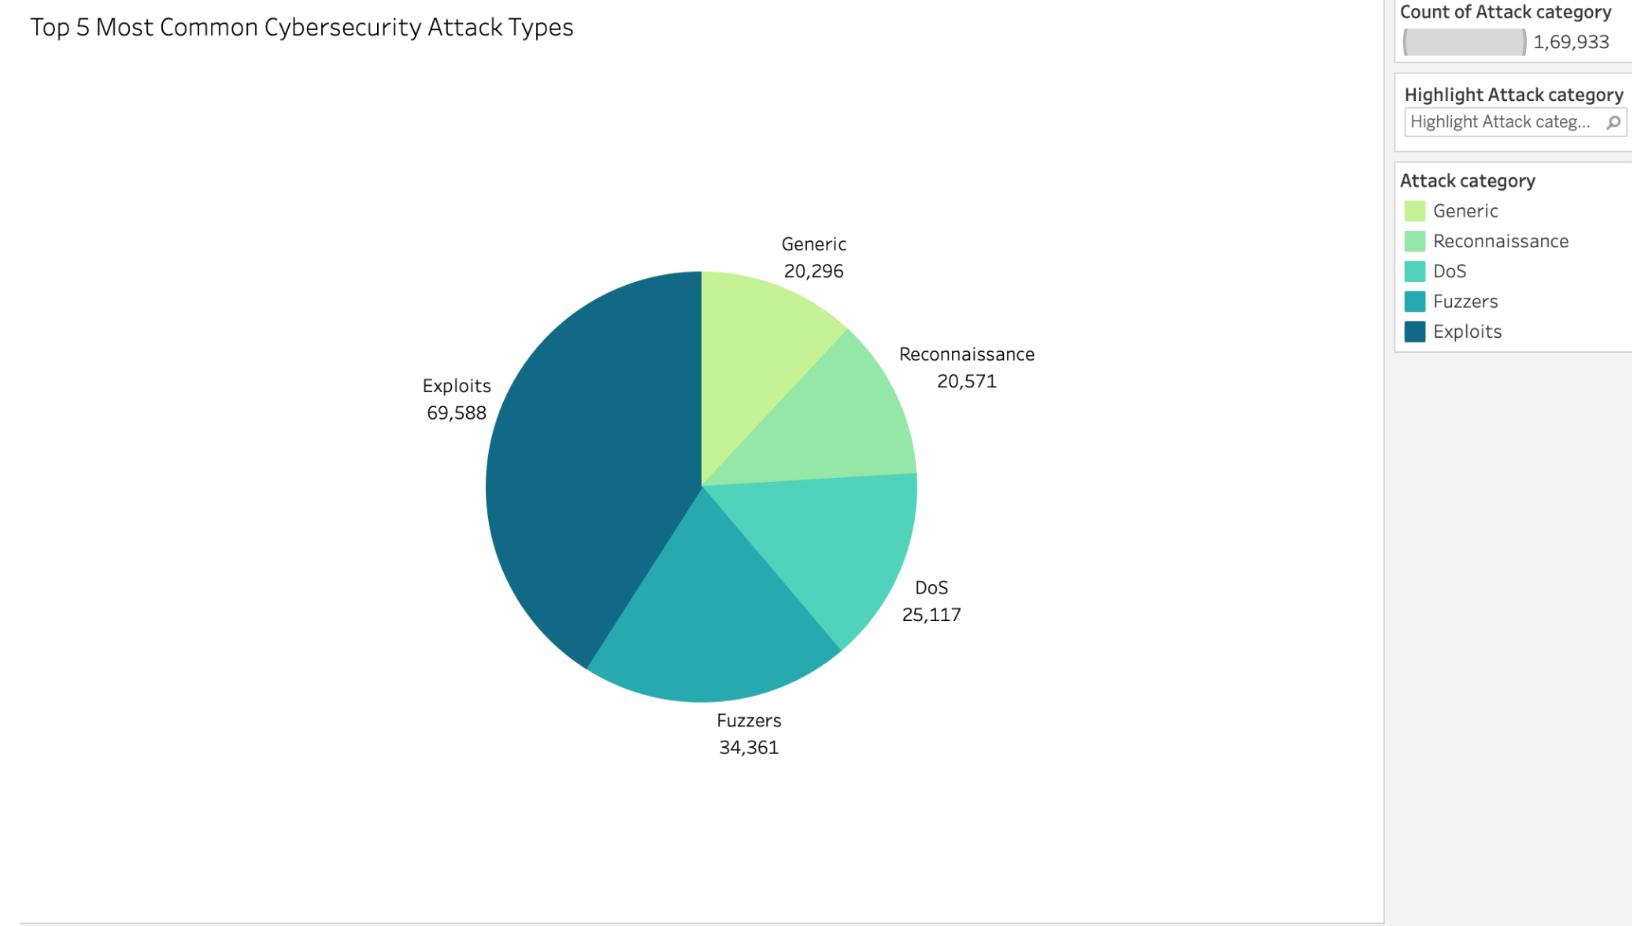 Top 5 Most Common Cybersecurity Attack Types
Generic
20,296
Reconnaissance
20,571
Exploits
69,588
DoS
25,117
Fuzzers
34,361
Count of Attack category
1,69,933
Highlight Attack category
Highlight Attack categ...
Attack category
Generic
Reconnaissance
DoS
Fuzzers
Exploits